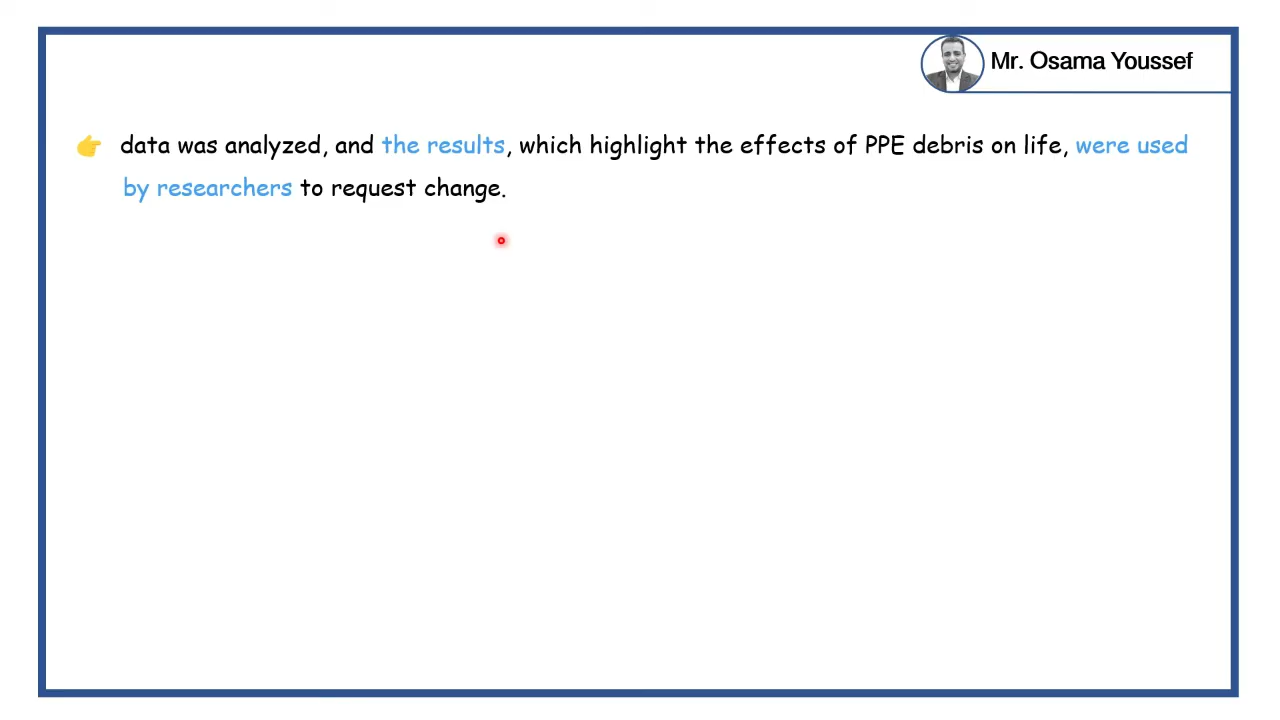 Mr. Osama Youssef
data was analyzed, and the results, which highlight the effects of PPE debris on life, were used
by researchers to request change.